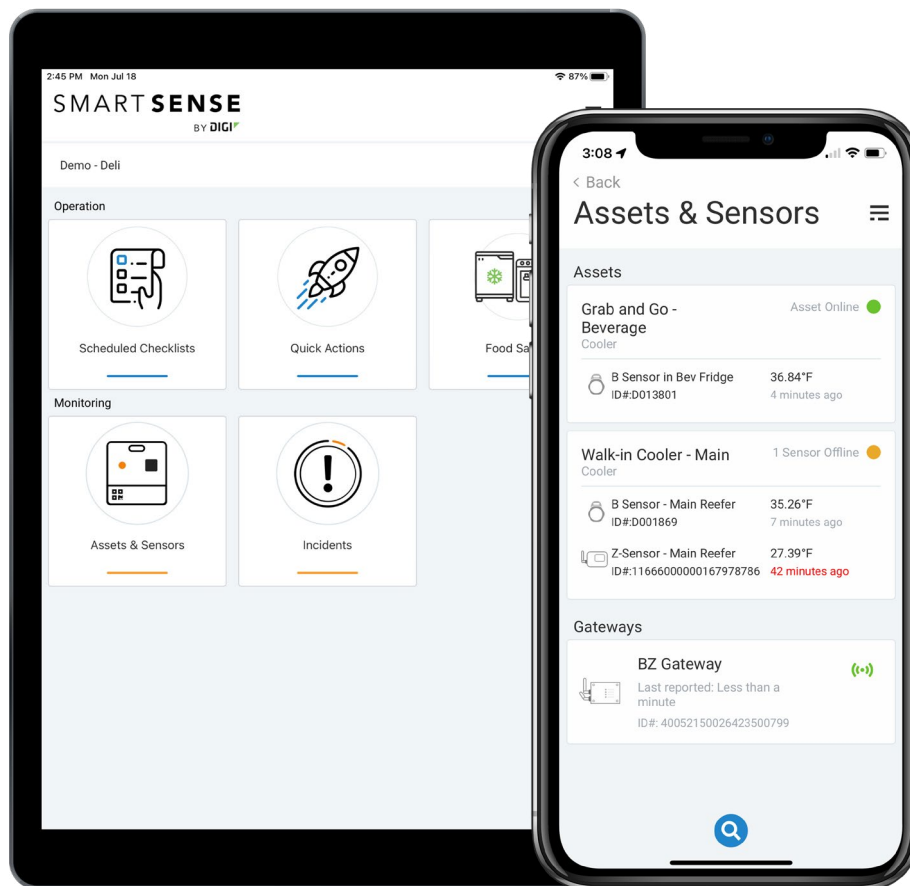 2:45 PM Mon Jul 18
87%
SMART SENSE
BY DIGI
Demo - Deli
Operation
Scheduled Checklists
Quick Actions
Food Sa
Monitoring
Assets & Sensors
Incidents
3:08
< Back
Assets & Sensors
Assets
Grab and Go -
Beverage
Asset Online
Cooler
B Sensor in Bev Fridge
36.84°F
ID#:D013801
4 minutes ago
Walk-in Cooler - Main
1 Sensor Offline
Cooler
B Sensor - Main Reefer
35.26°F
ID#:D001869
7 minutes ago
Z-Sensor - Main Reefer
27.39°F
ID#:11666000000167978786
42 minutes ago
Gateways
BZ Gateway
Last reported: Less than a
minute
ID#: 40052150026423500799